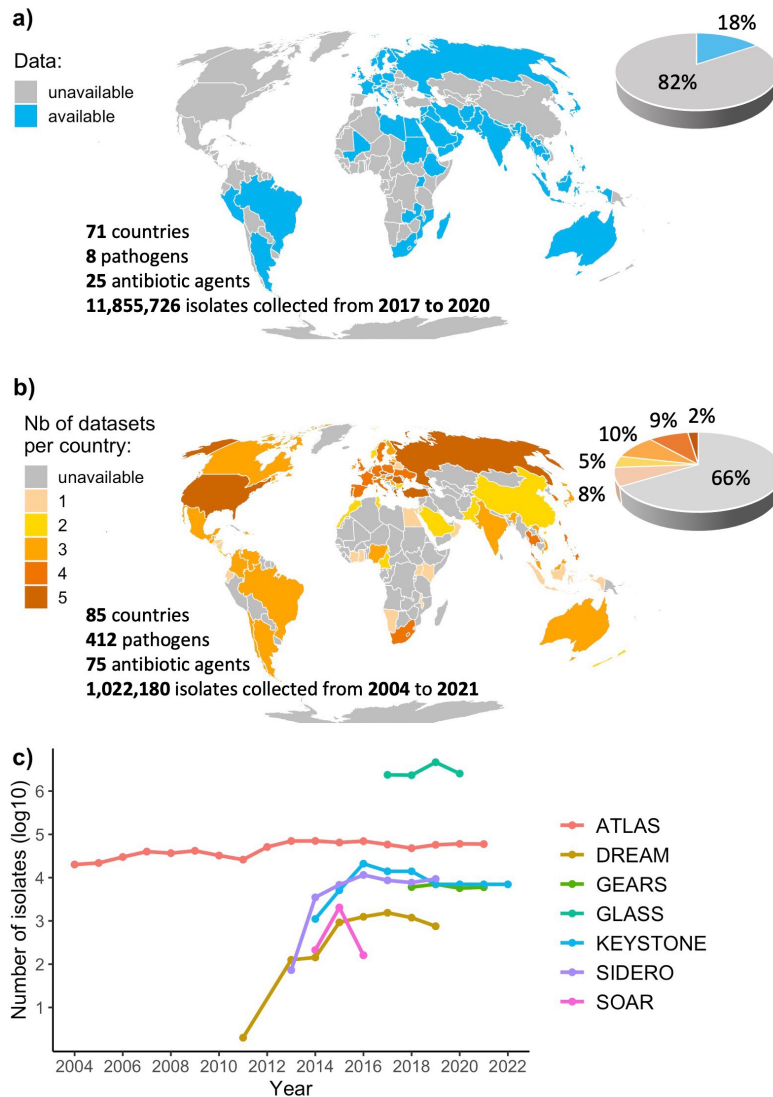 a)
Data:
unavailable
available
18%
82%
71 countries
8 pathogens
25 antibiotic agents
11,855,726 isolates collected from 2017 to 2020
b)
Nb of datasets
per country:
unavailable
1
2
3
4
5
10%
9%
2%
5%
8%
66%
85 countries
412 pathogens
75 antibiotic agents
1,022,180 isolates collected from 2004 to 2021
c)
Number of isolates (log10)
6
5
4
3
2
1
2004 2006 2008 2010 2012 2014 2016 2018 2020 2022
Year
ATLAS
DREAM
GEARS
GLASS
KEYSTONE
SIDERO
SOAR